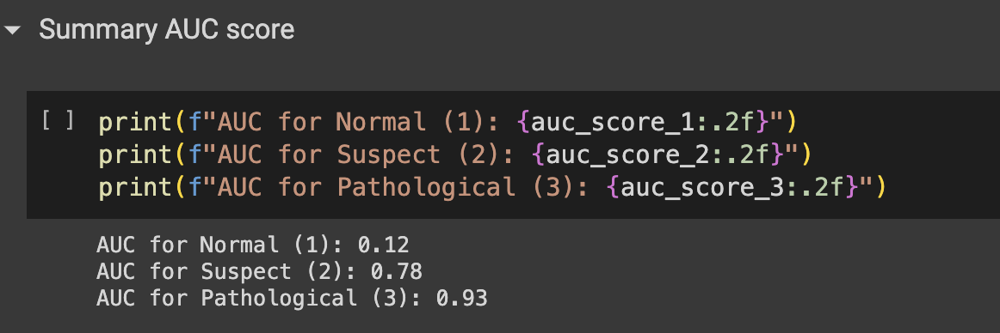 Summary AUC score
[ ] print(f"AUC for Normal (1): {auc_score_1:.2f}")
print(f"AUC for Suspect (2): {auc_score_2:.2f}")
print(f"AUC for Pathological (3): {auc_score_3:.2f}")
AUC for Normal (1): 0.12
AUC for Suspect (2): 0.78
AUC for Pathological (3): 0.93